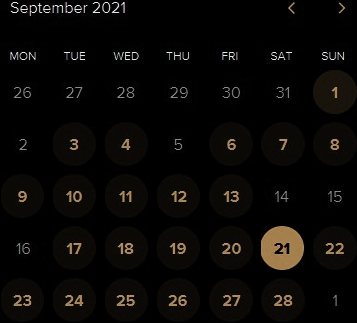 September 2021
MON TUE WED THU FRI SAT SUN
26 27 28 29 30 31 1
2 3 4 5 6 7 8
9 10 11 12 13 14 15
16 17 18 19 20 21 22
23 24 25 26 27 28 1